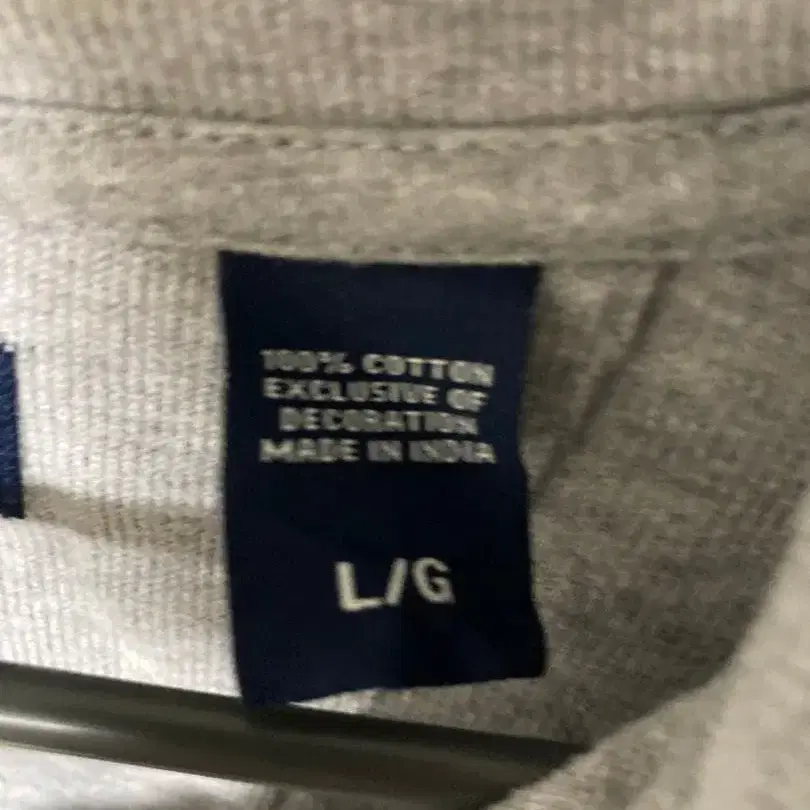 100% COTTON
EXCLUSIVE OF
DECORATION
MADE IN INDIA
L/G